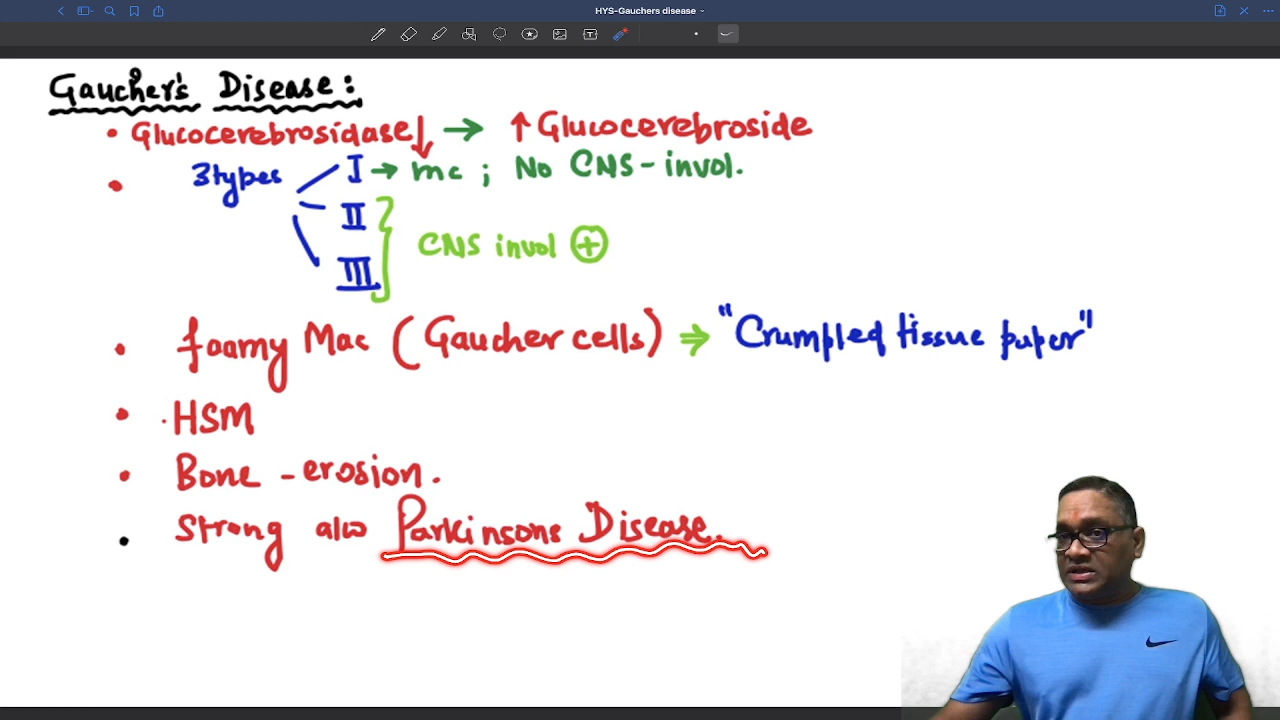 HYS-Gauchers disease
Gaucher's Disease:
• Glucocerebrosidase↓ → ↑ Glucocerebroside
• 3types I → mc ; No CNS - invol.
II
CNS invol ⊕
III
• foamy Mac (Gaucher cells) ⇒ "Crumpled tissue paper"
• HSM
• Bone - erosion.
• Strong a/w Parkinsons Disease.